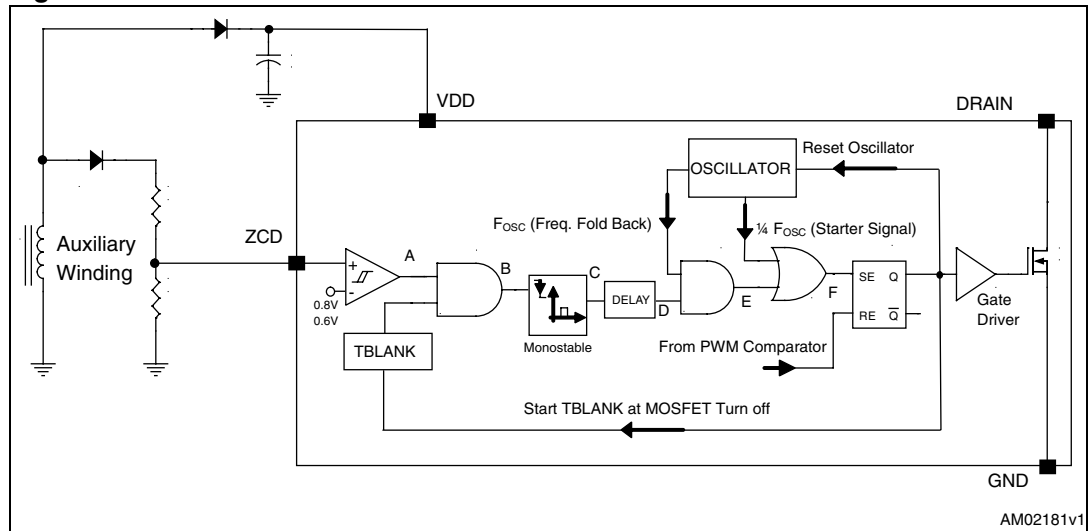 VDD
DRAIN
Reset Oscillator
OSCILLATOR
FOSC (Freq. Fold Back)
¼ FOSC (Starter Signal)
Auxiliary
Winding
ZCD
A
B
C
D
E
F
+
-
0.8V
0.6V
DELAY
Monostable
SE Q
RE Q̅
Gate
Driver
TBLANK
From PWM Comparator
Start TBLANK at MOSFET Turn off
GND
AM02181v1